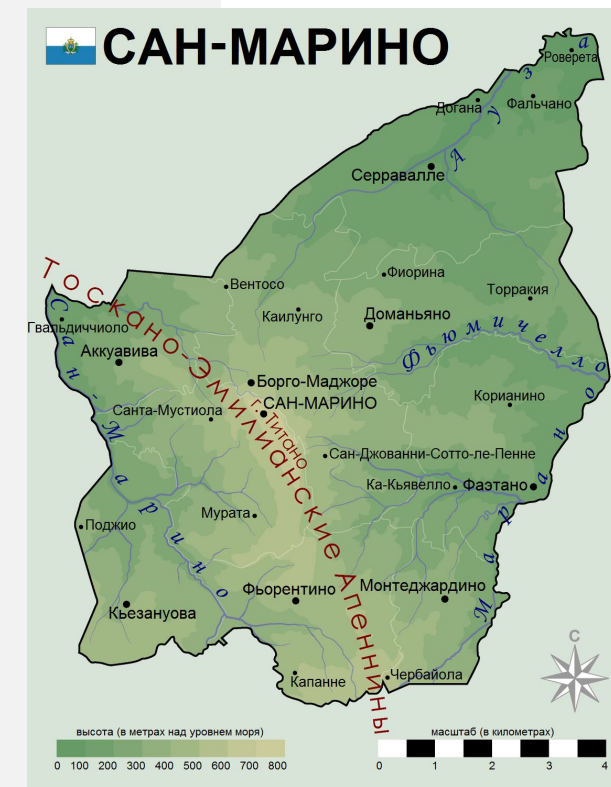 САН-МАРИНО
Роверета
Ауза
Догана
Фальчано
Серравалле
Вентосо
Фиорина
Торракия
Каилунго
Доманьяно
Тоскано-Эмилианские Апеннины
Гвальдиччиоло
Аккуавива
Фьюмичелло
Сан-Марино
Борго-Маджоре
САН-МАРИНО
г. Титано
Санта-Мустиола
Корианино
Сан-Джованни-Сотто-ле-Пенне
Ка-Кьявелло
Фаэтано
Марано
Мурата
Поджио
Фьорентино
Монтеджардино
Кьезануова
Капанне
Чербайола
С
высота (в метрах над уровнем моря)
0 100 200 300 400 500 600 700 800
масштаб (в километрах)
0 1 2 3 4